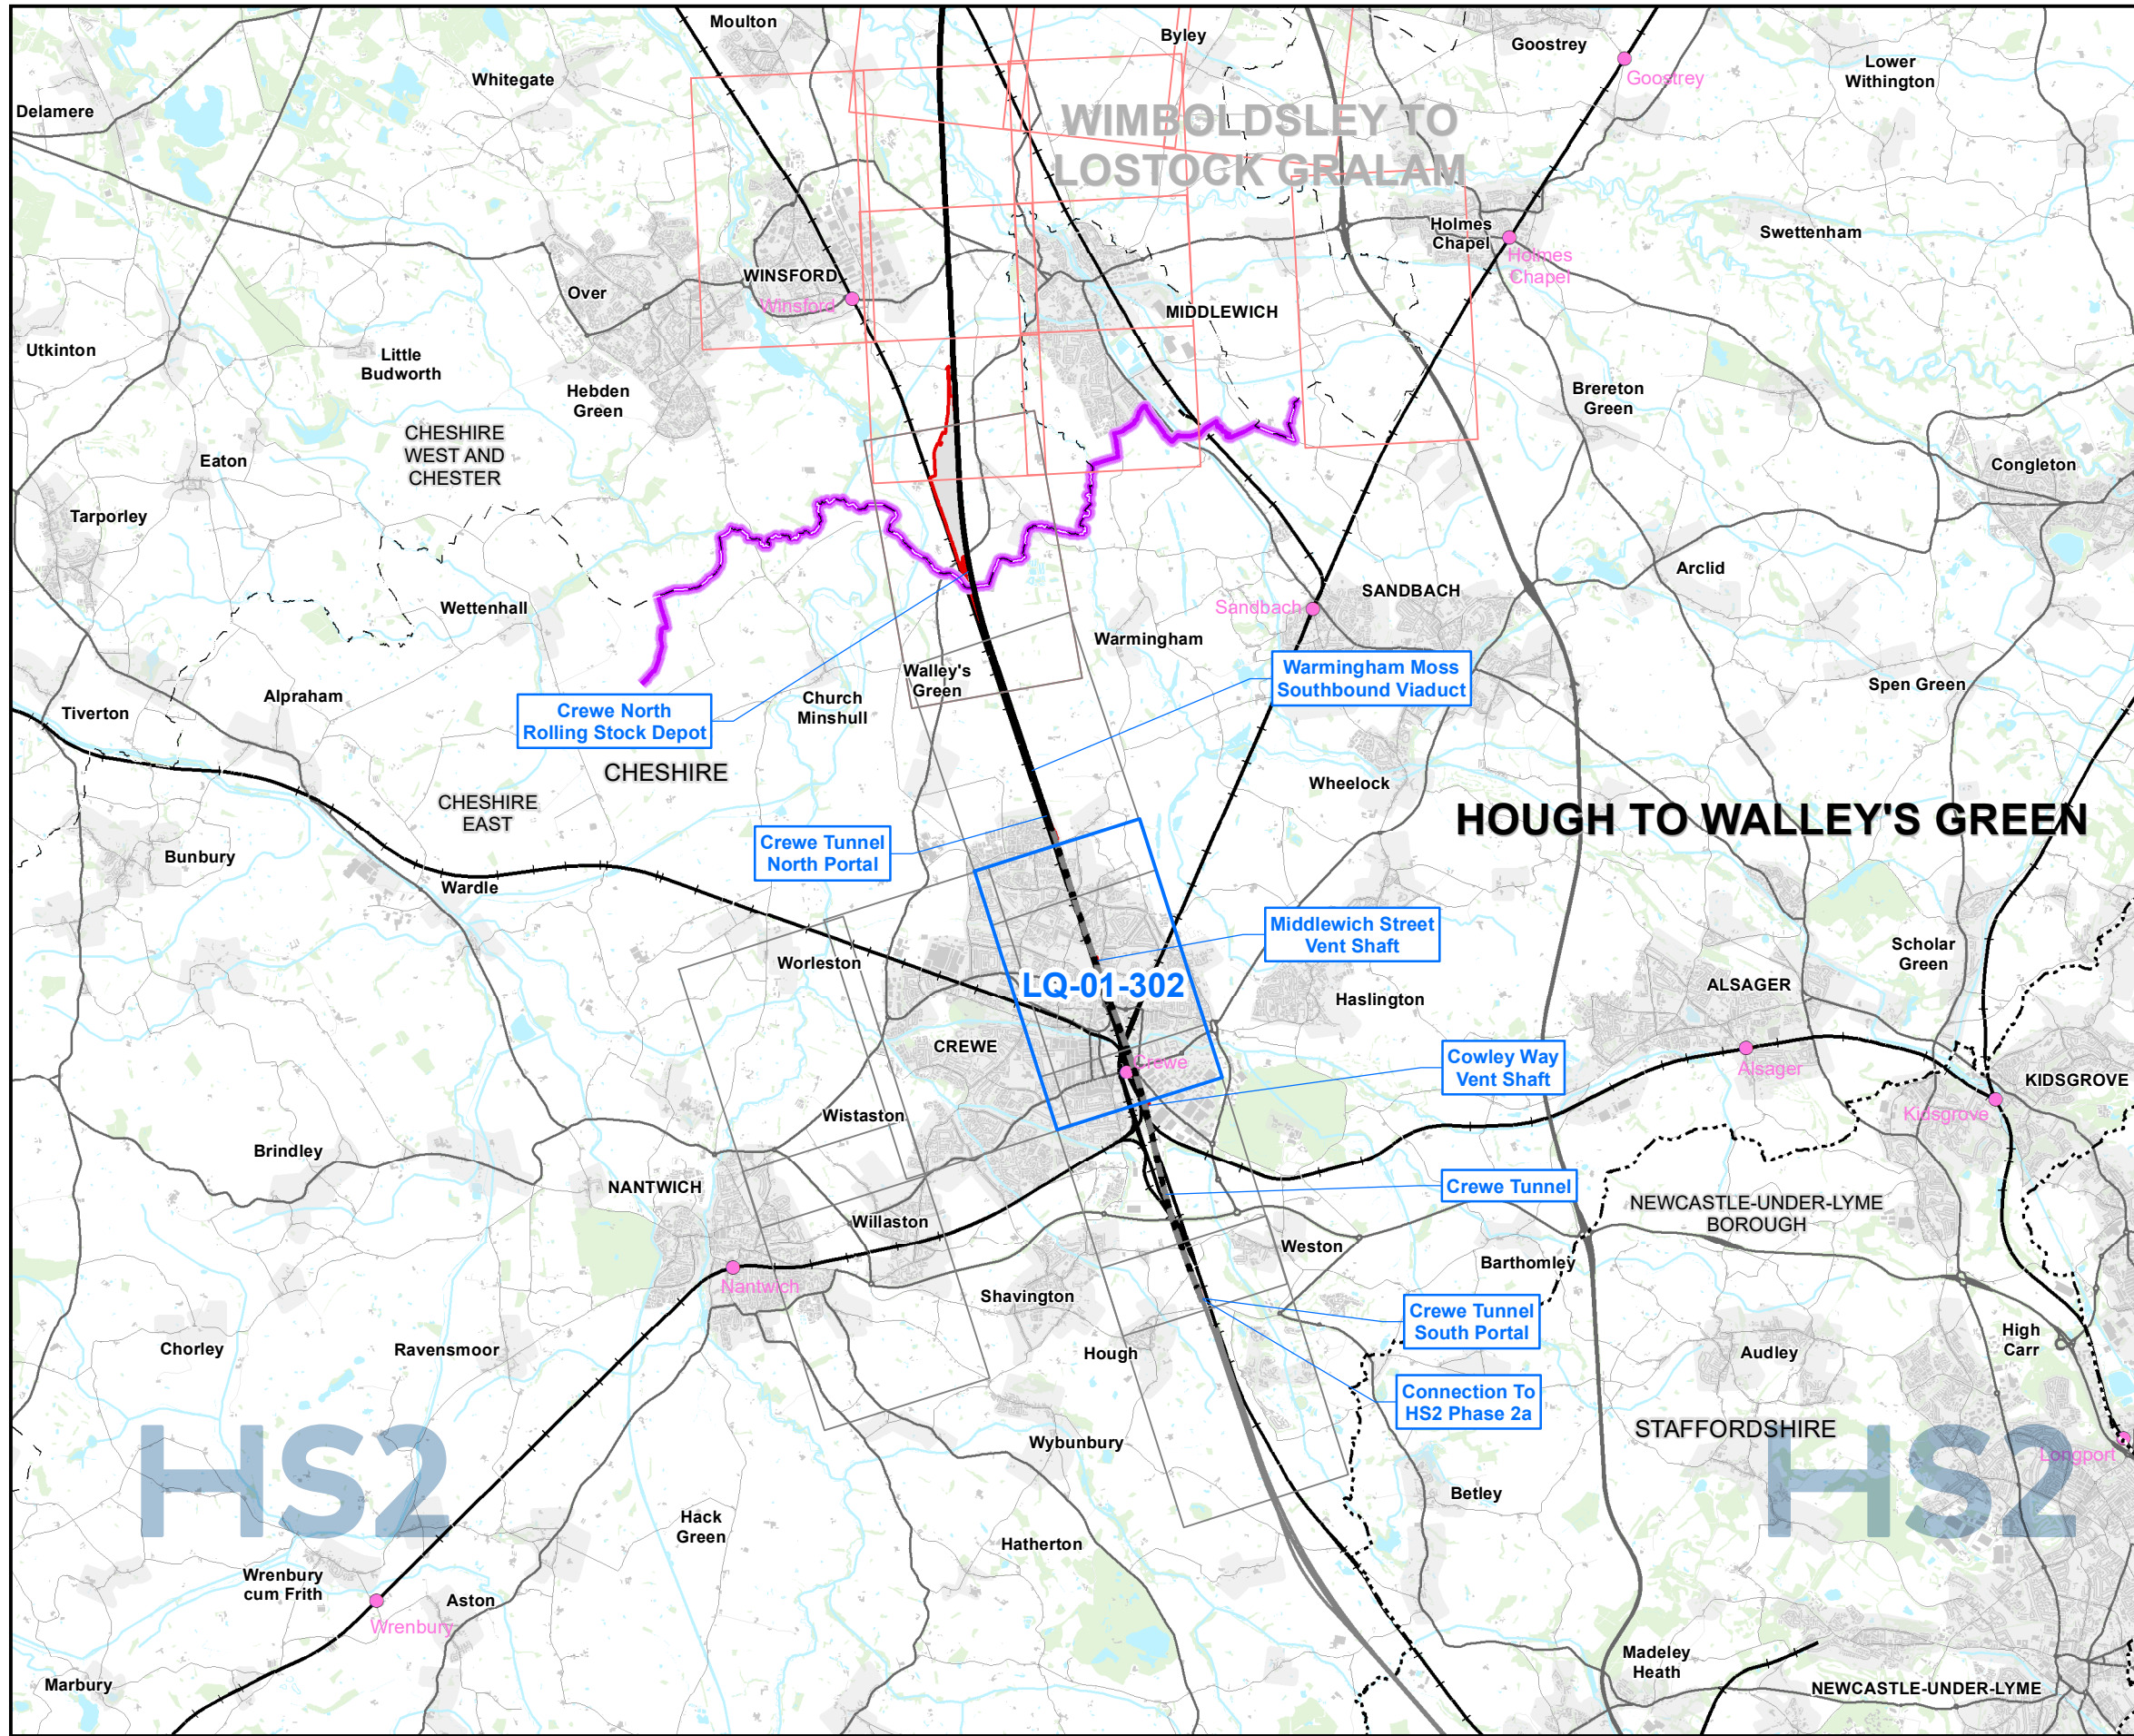 Moulton
Byley
Goostrey
Goostrey
Lower
Withington
Whitegate
Delamere
WIMBOLDSLEY TO
LOSTOCK GRALAM
Holmes
Chapel
Holmes
Chapel
Swettenham
WINSFORD
Winsford
Over
MIDDLEWICH
Utkinton
Little
Budworth
Hebden
Green
Brereton
Green
CHESHIRE
WEST AND
CHESTER
Eaton
Congleton
Tarporley
Arclid
SANDBACH
Sandbach
Wettenhall
Warmingham
Walley's
Green
Warmingham Moss
Southbound Viaduct
Spen Green
Alpraham
Church
Minshull
Tiverton
Crewe North
Rolling Stock Depot
CHESHIRE
Wheelock
CHESHIRE
EAST
HOUGH TO WALLEY'S GREEN
Bunbury
Crewe Tunnel
North Portal
Wardle
Middlewich Street
Vent Shaft
Scholar
Green
Worleston
LQ-01-302
ALSAGER
Haslington
CREWE
Crewe
Cowley Way
Vent Shaft
Alsager
KIDSGROVE
Kidsgrove
Wistaston
Brindley
NANTWICH
Crewe Tunnel
NEWCASTLE-UNDER-LYME
BOROUGH
Willaston
Weston
Barthomley
Nantwich
Shavington
Crewe Tunnel
South Portal
High
Carr
Chorley
Ravensmoor
Hough
Audley
Connection To
HS2 Phase 2a
STAFFORDSHIRE
Wybunbury
Longport
HS2
HS2
Betley
Hack
Green
Hatherton
Wrenbury
cum Frith
Aston
Wrenbury
Madeley
Heath
Marbury
NEWCASTLE-UNDER-LYME